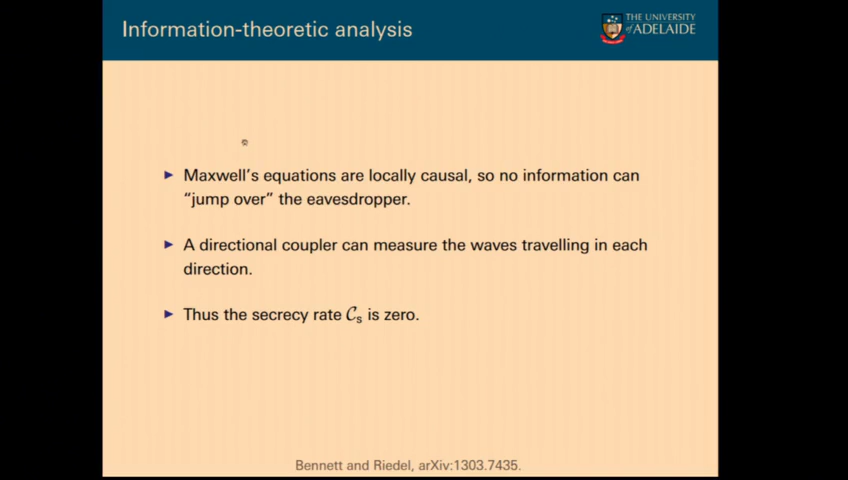 Information-theoretic analysis
THE UNIVERSITY
of ADELAIDE
► Maxwell's equations are locally causal, so no information can
“jump over” the eavesdropper.
► A directional coupler can measure the waves travelling in each
direction.
► Thus the secrecy rate 𝒞ₛ is zero.
Bennett and Riedel, arXiv:1303.7435.